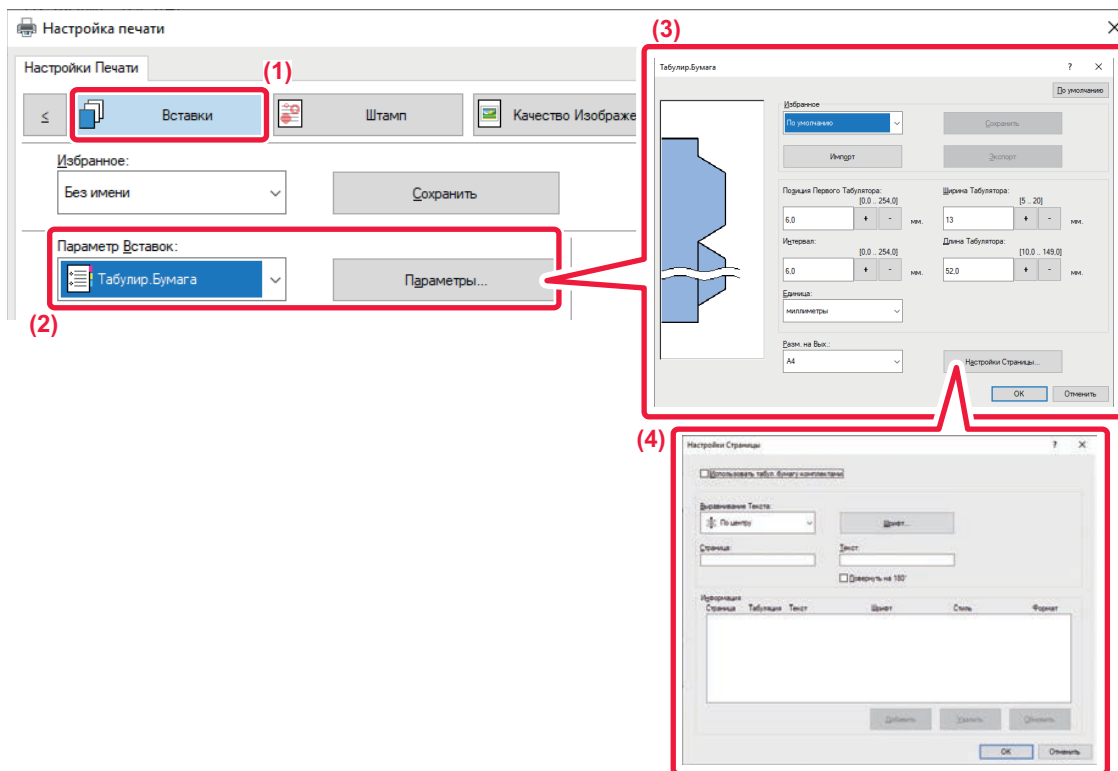 Настройка печати
Настройки Печати
(1)
≤ Вставки Штамп Качество Изображе
Избранное:
Без имени Сохранить
Параметр Вставок:
Табулир.Бумага Параметры...
(2)
(3)
Табулир.Бумага ? X
По умолчанию
Избранное
По умолчанию Сохранить
Импорт Экспорт
Позиция Первого Табулятора: Ширина Табулятора:
[0,0 .. 254,0] [5 .. 20]
6,0 + - мм. 13 + - мм.
Интервал: Длина Табулятора:
[0,0 .. 254,0] [10,0 .. 149,0]
6,0 + - мм. 52,0 + - мм.
Единица:
миллиметры
Разм. на Вых.:
A4 Настройки Страницы...
OK Отменить
(4)
Настройки Страницы ? X
Использовать табул. бумагу комплектами
Выравнивание Текста:
По центру Шрифт...
Страница: Текст:
Повернуть на 180°
Информация
Страница Табуляция Текст Шрифт Стиль Формат
Добавить Удалить Обновить
OK Отменить